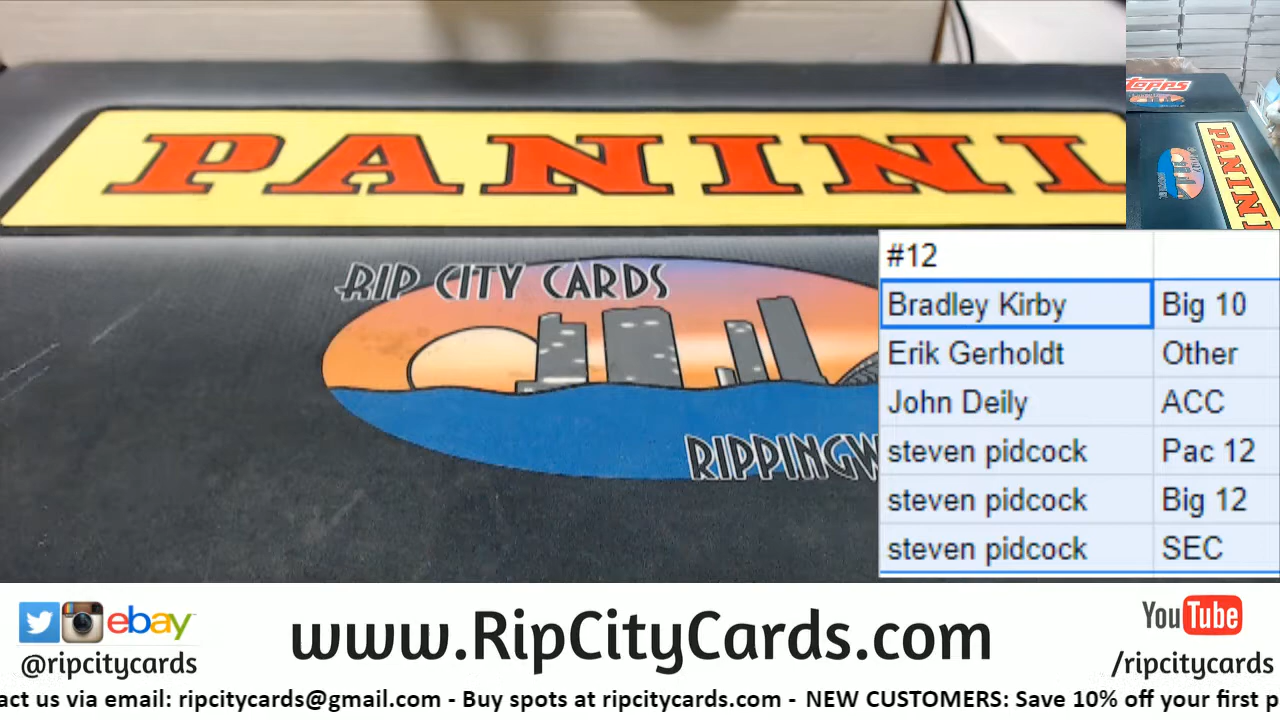 PANINI
RIP CITY CARDS
RIPPINGW
TOPPS
PANINI
#12
Bradley Kirby Big 10
Erik Gerholdt Other
John Deily ACC
steven pidcock Pac 12
steven pidcock Big 12
steven pidcock SEC
ebay
@ripcitycards
www.RipCityCards.com
YouTube
/ripcitycards
act us via email: ripcitycards@gmail.com - Buy spots at ripcitycards.com - NEW CUSTOMERS: Save 10% off your first p